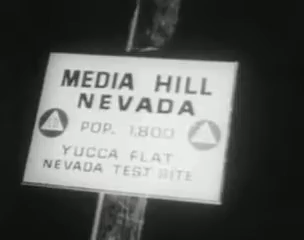 MEDIA HILL
NEVADA
POP. 1,800
YUCCA FLAT
NEVADA TEST SITE